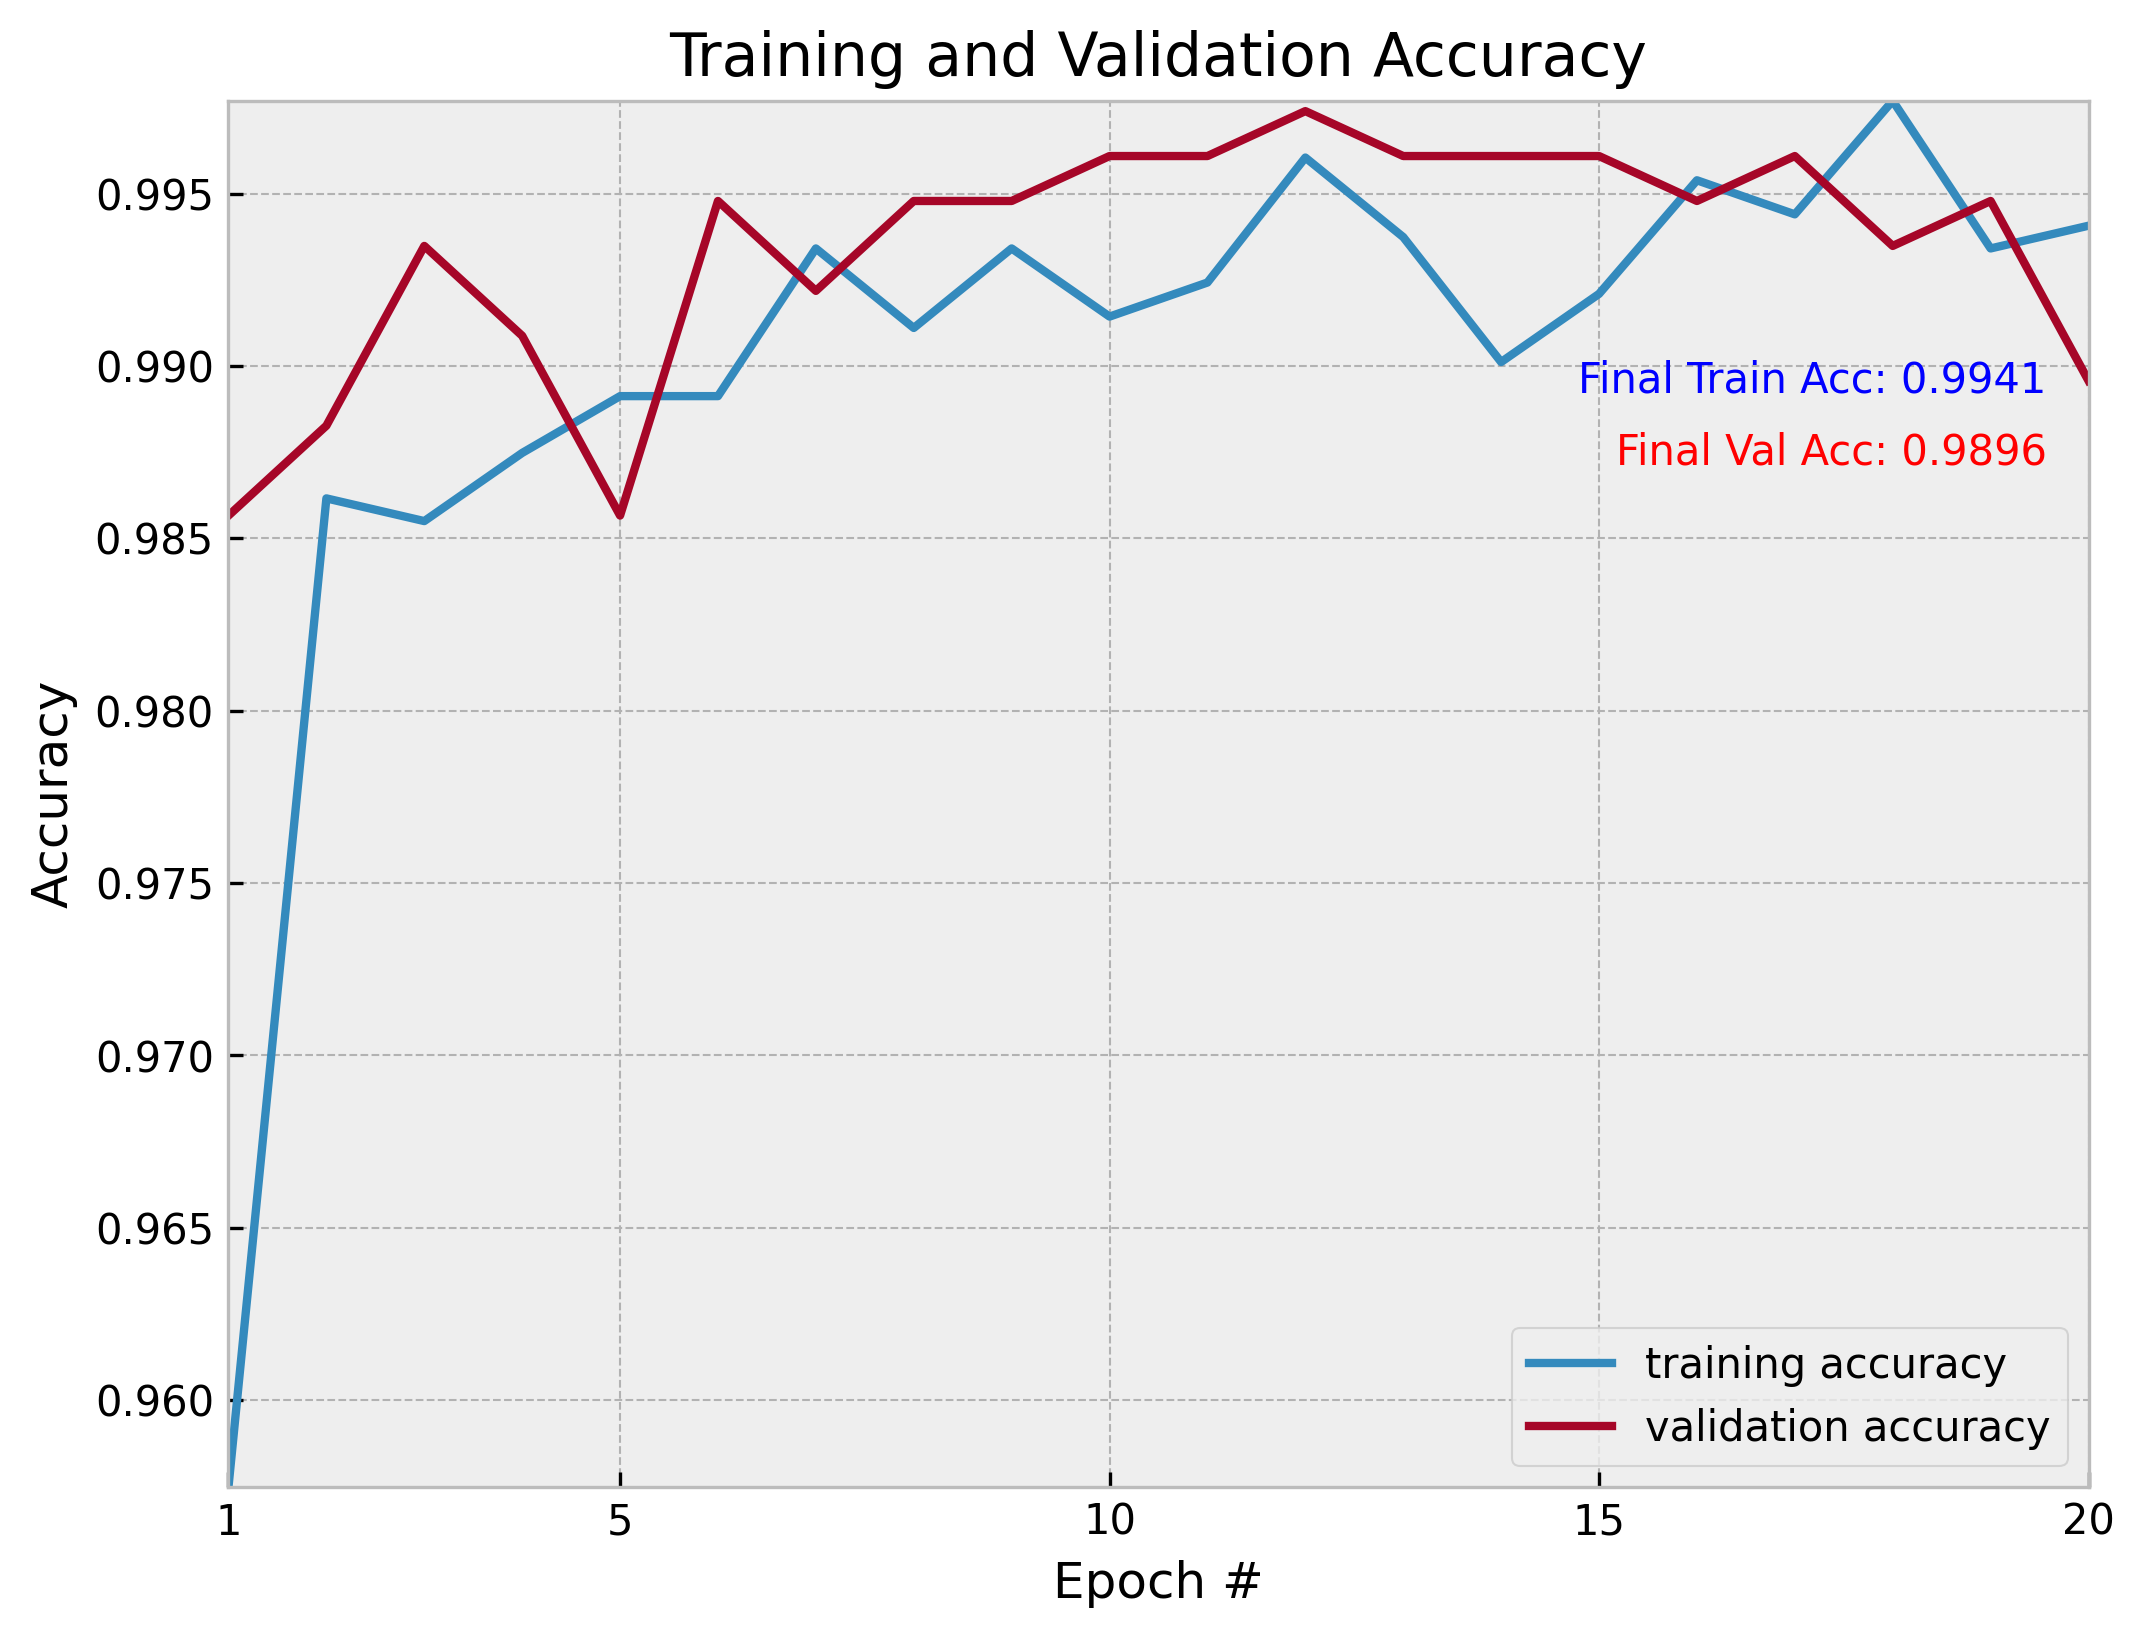 Training and Validation Accuracy
Accuracy
0.995
0.990
0.985
0.980
0.975
0.970
0.965
0.960
Final Train Acc: 0.9941
Final Val Acc: 0.9896
training accuracy
validation accuracy
1 5 10 15 20
Epoch #